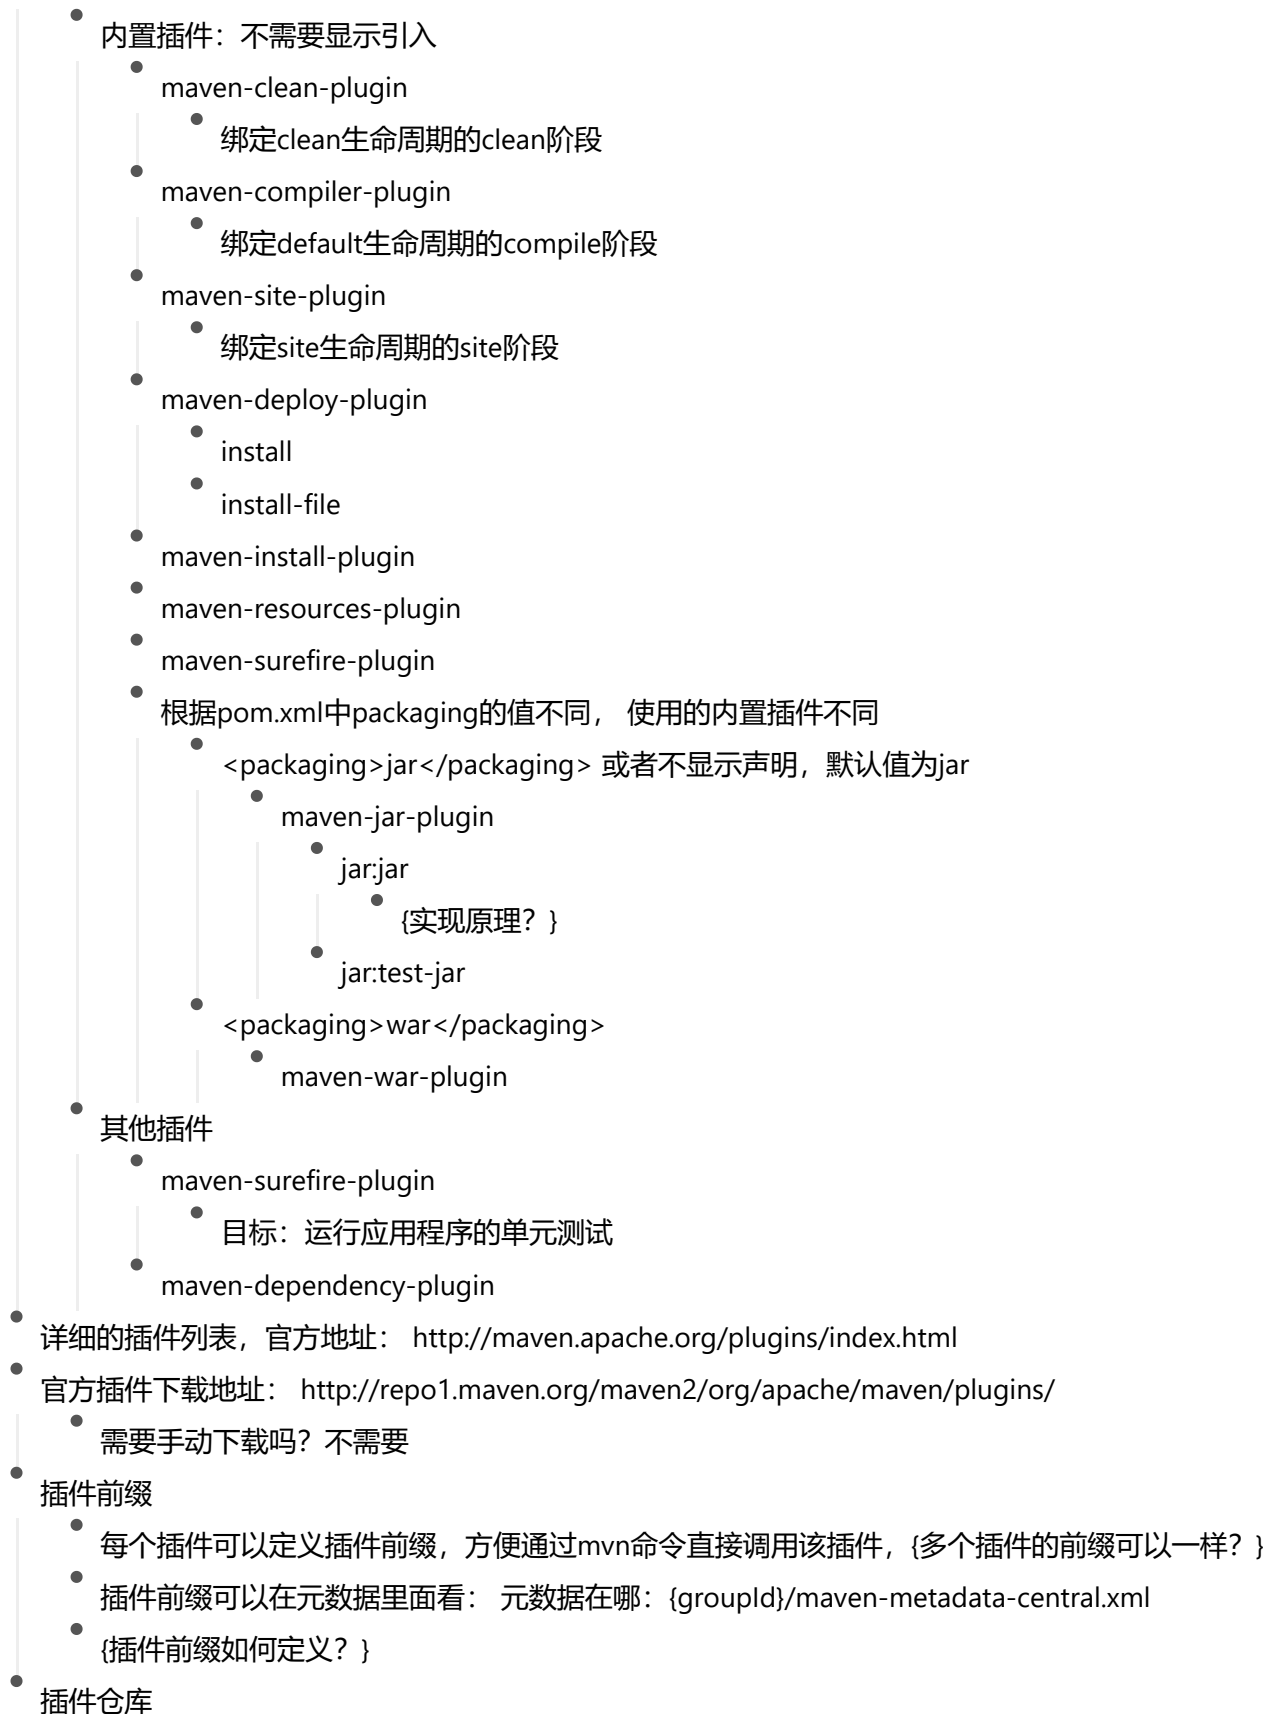 内置插件：不需要显示引入
maven-clean-plugin
绑定clean生命周期的clean阶段
maven-compiler-plugin
绑定default生命周期的compile阶段
maven-site-plugin
绑定site生命周期的site阶段
maven-deploy-plugin
install
install-file
maven-install-plugin
maven-resources-plugin
maven-surefire-plugin
根据pom.xml中packaging的值不同， 使用的内置插件不同
<packaging>jar</packaging> 或者不显示声明，默认值为jar
maven-jar-plugin
jar:jar
{实现原理？}
jar:test-jar
<packaging>war</packaging>
maven-war-plugin
其他插件
maven-surefire-plugin
目标：运行应用程序的单元测试
maven-dependency-plugin
详细的插件列表，官方地址： http://maven.apache.org/plugins/index.html
官方插件下载地址： http://repo1.maven.org/maven2/org/apache/maven/plugins/
需要手动下载吗？不需要
插件前缀
每个插件可以定义插件前缀，方便通过mvn命令直接调用该插件，{多个插件的前缀可以一样？}
插件前缀可以在元数据里面看： 元数据在哪：{groupId}/maven-metadata-central.xml
{插件前缀如何定义？}
插件仓库